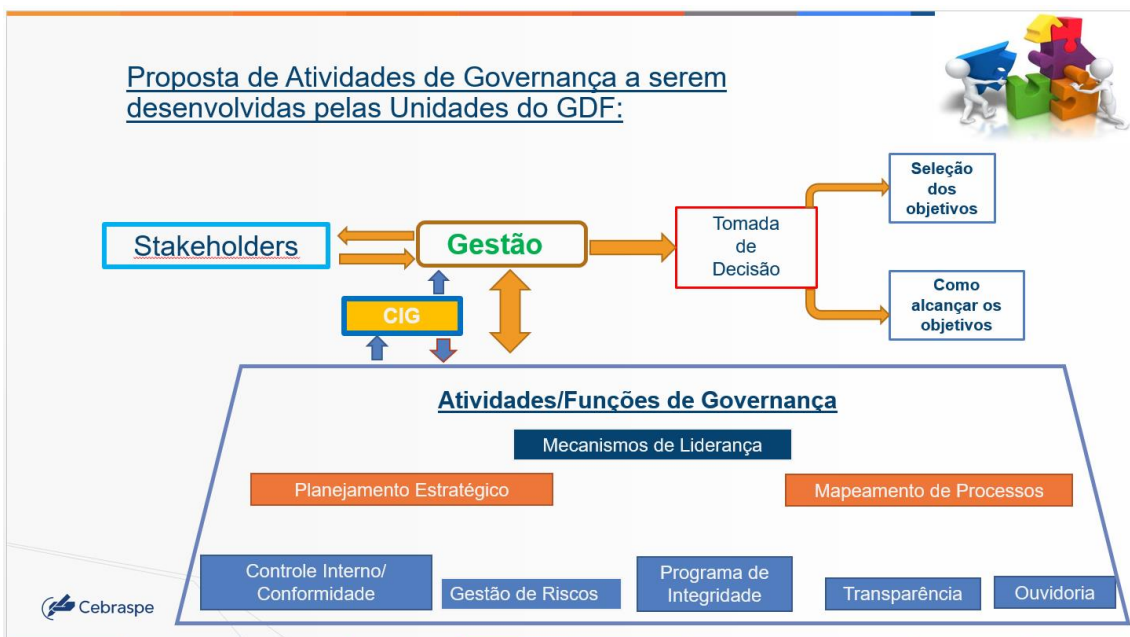 Proposta de Atividades de Governança a serem
desenvolvidas pelas Unidades do GDF:
Seleção
dos
objetivos
Stakeholders
Gestão
Tomada
de
Decisão
Como
alcançar os
objetivos
CIG
Atividades/Funções de Governança
Mecanismos de Liderança
Planejamento Estratégico
Mapeamento de Processos
Controle Interno/
Conformidade
Gestão de Riscos
Programa de
Integridade
Transparência
Ouvidoria
Cebraspe